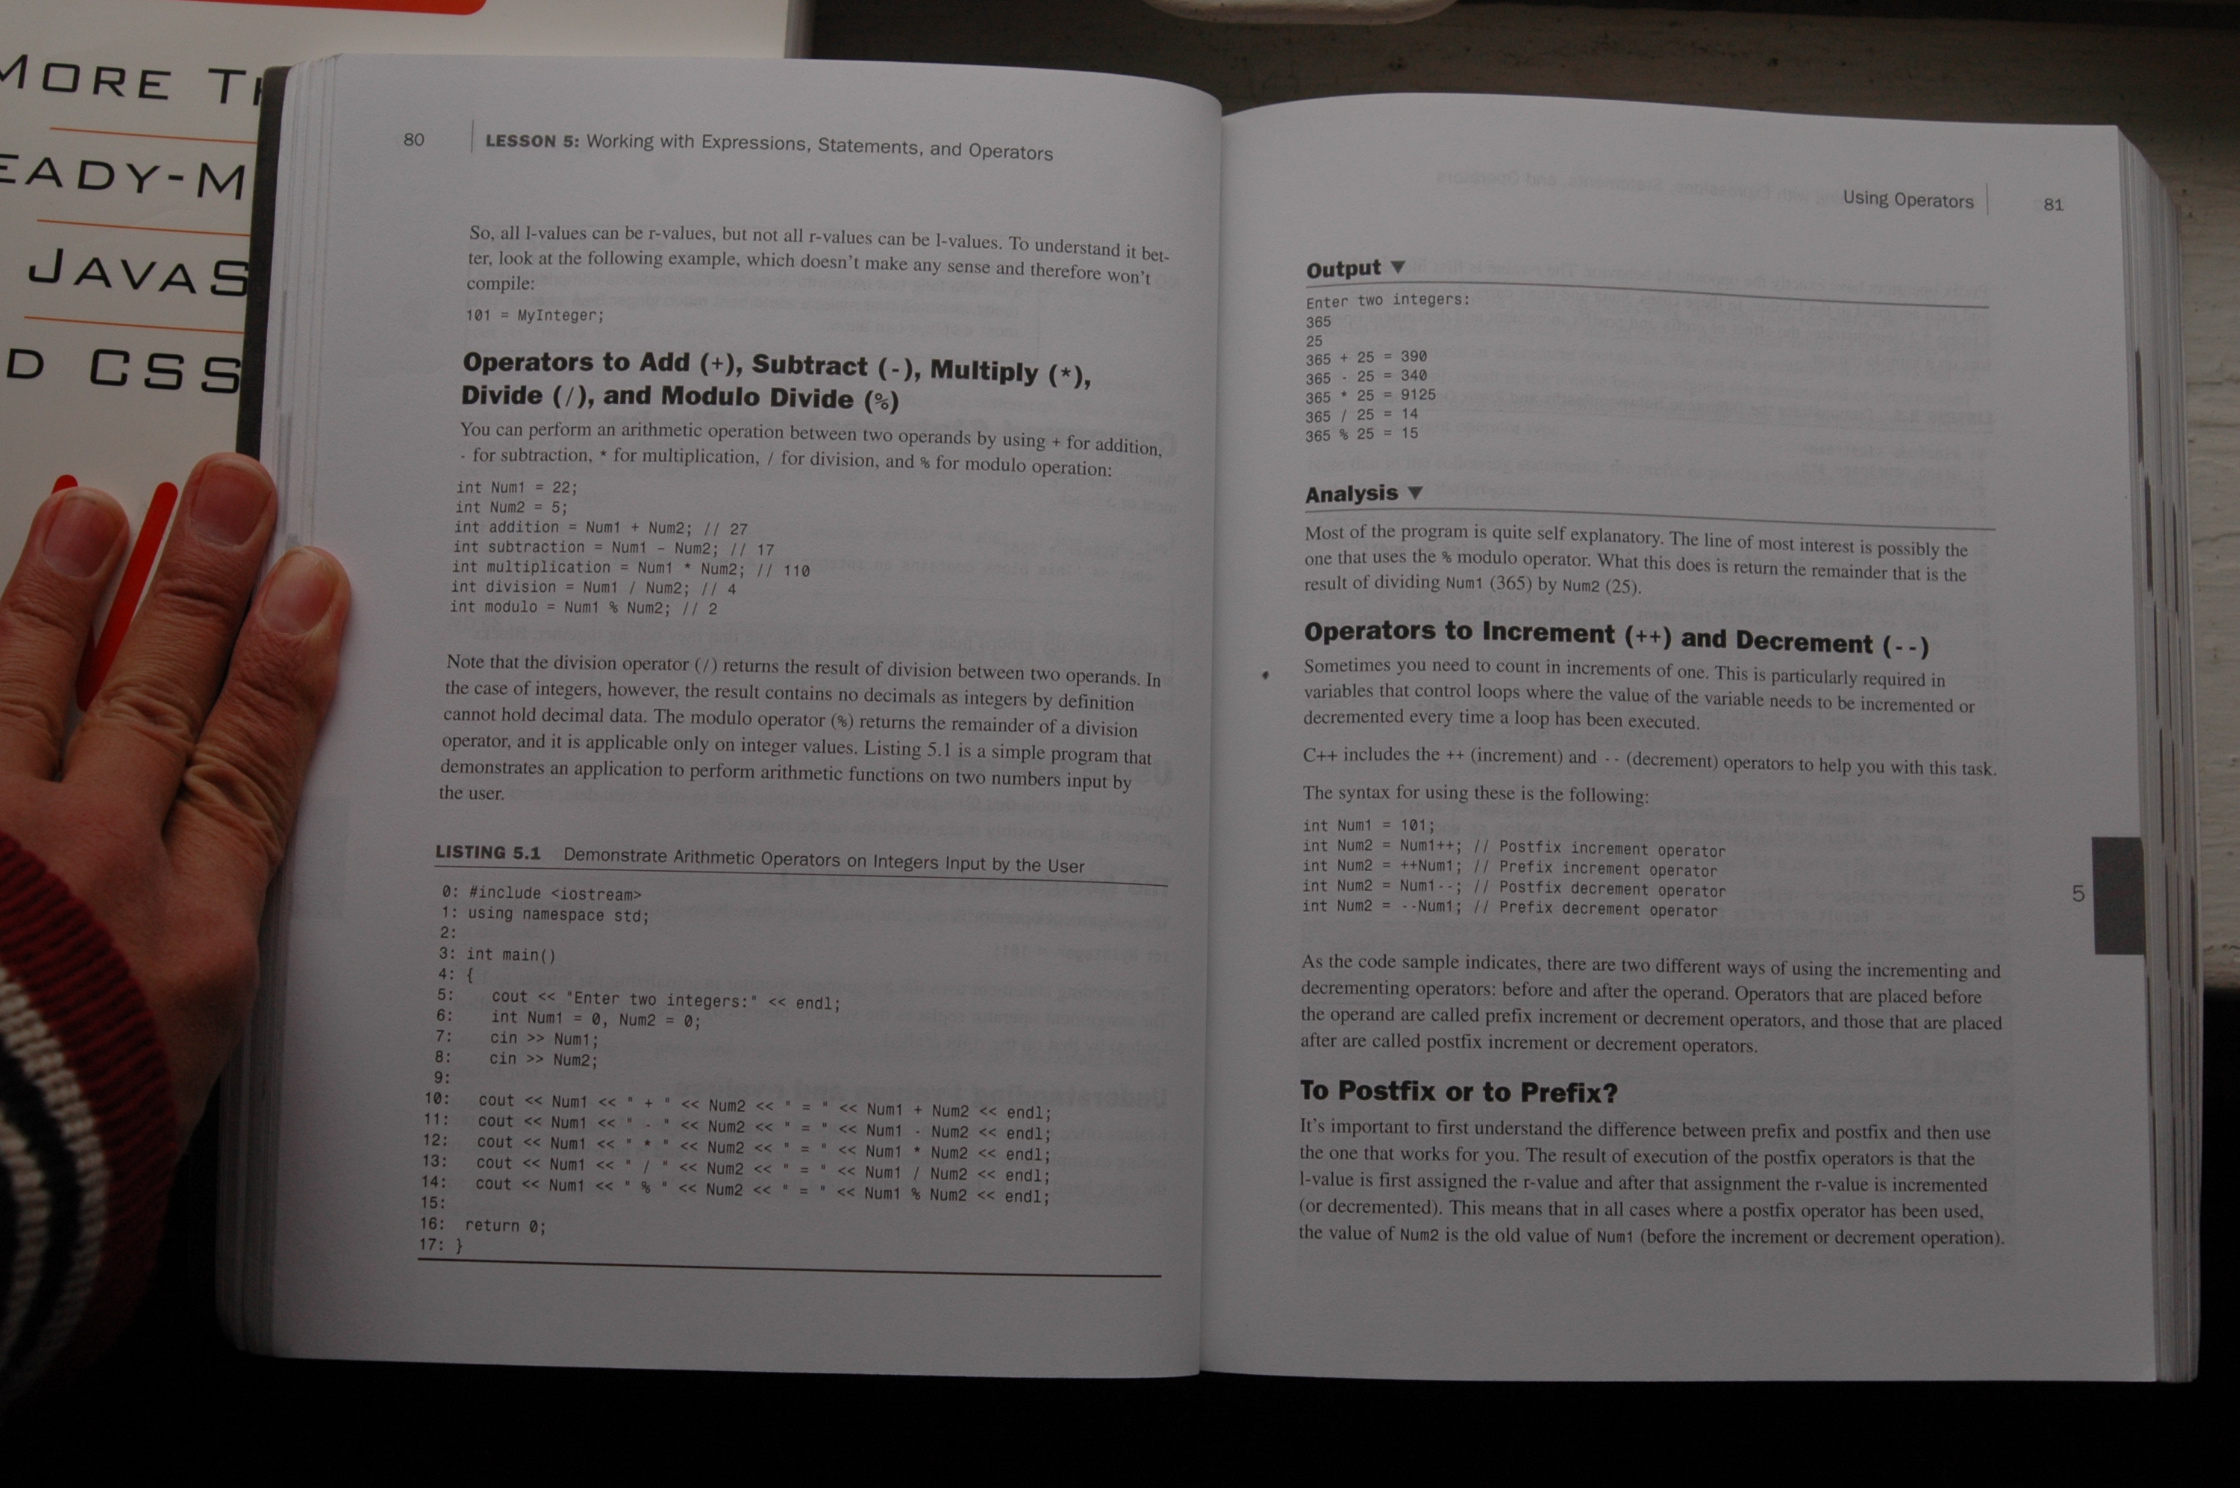 MORE TH
EADY-M
JAVAS
D CSS
80 LESSON 5: Working with Expressions, Statements, and Operators
So, all l-values can be r-values, but not all r-values can be l-values. To understand it bet-
ter, look at the following example, which doesn't make any sense and therefore won't
compile:
101 = MyInteger;
Operators to Add (+), Subtract (-), Multiply (*),
Divide (/), and Modulo Divide (%)
You can perform an arithmetic operation between two operands by using + for addition,
- for subtraction, * for multiplication, / for division, and % for modulo operation:
int Num1 = 22;
int Num2 = 5;
int addition = Num1 + Num2; // 27
int subtraction = Num1 – Num2; // 17
int multiplication = Num1 * Num2; // 110
int division = Num1 / Num2; // 4
int modulo = Num1 % Num2; // 2
Note that the division operator (/) returns the result of division between two operands. In
the case of integers, however, the result contains no decimals as integers by definition
cannot hold decimal data. The modulo operator (%) returns the remainder of a division
operator, and it is applicable only on integer values. Listing 5.1 is a simple program that
demonstrates an application to perform arithmetic functions on two numbers input by
the user.
LISTING 5.1 Demonstrate Arithmetic Operators on Integers Input by the User
0: #include <iostream>
1: using namespace std;
2:
3: int main()
4: {
5: cout << "Enter two integers:" << endl;
6: int Num1 = 0, Num2 = 0;
7: cin >> Num1;
8: cin >> Num2;
9:
10: cout << Num1 << " + " << Num2 << " = " << Num1 + Num2 << endl;
11: cout << Num1 << " - " << Num2 << " = " << Num1 - Num2 << endl;
12: cout << Num1 << " * " << Num2 << " = " << Num1 * Num2 << endl;
13: cout << Num1 << " / " << Num2 << " = " << Num1 / Num2 << endl;
14: cout << Num1 << " % " << Num2 << " = " << Num1 % Num2 << endl;
15:
16: return 0;
17: }
Using Operators 81
Output ▼
Enter two integers:
365
25
365 + 25 = 390
365 - 25 = 340
365 * 25 = 9125
365 / 25 = 14
365 % 25 = 15
Analysis ▼
Most of the program is quite self explanatory. The line of most interest is possibly the
one that uses the % modulo operator. What this does is return the remainder that is the
result of dividing Num1 (365) by Num2 (25).
Operators to Increment (++) and Decrement (--)
Sometimes you need to count in increments of one. This is particularly required in
variables that control loops where the value of the variable needs to be incremented or
decremented every time a loop has been executed.
C++ includes the ++ (increment) and -- (decrement) operators to help you with this task.
The syntax for using these is the following:
int Num1 = 101;
int Num2 = Num1++; // Postfix increment operator
int Num2 = ++Num1; // Prefix increment operator
int Num2 = Num1--; // Postfix decrement operator
int Num2 = --Num1; // Prefix decrement operator
5
As the code sample indicates, there are two different ways of using the incrementing and
decrementing operators: before and after the operand. Operators that are placed before
the operand are called prefix increment or decrement operators, and those that are placed
after are called postfix increment or decrement operators.
To Postfix or to Prefix?
It's important to first understand the difference between prefix and postfix and then use
the one that works for you. The result of execution of the postfix operators is that the
l-value is first assigned the r-value and after that assignment the r-value is incremented
(or decremented). This means that in all cases where a postfix operator has been used,
the value of Num2 is the old value of Num1 (before the increment or decrement operation).